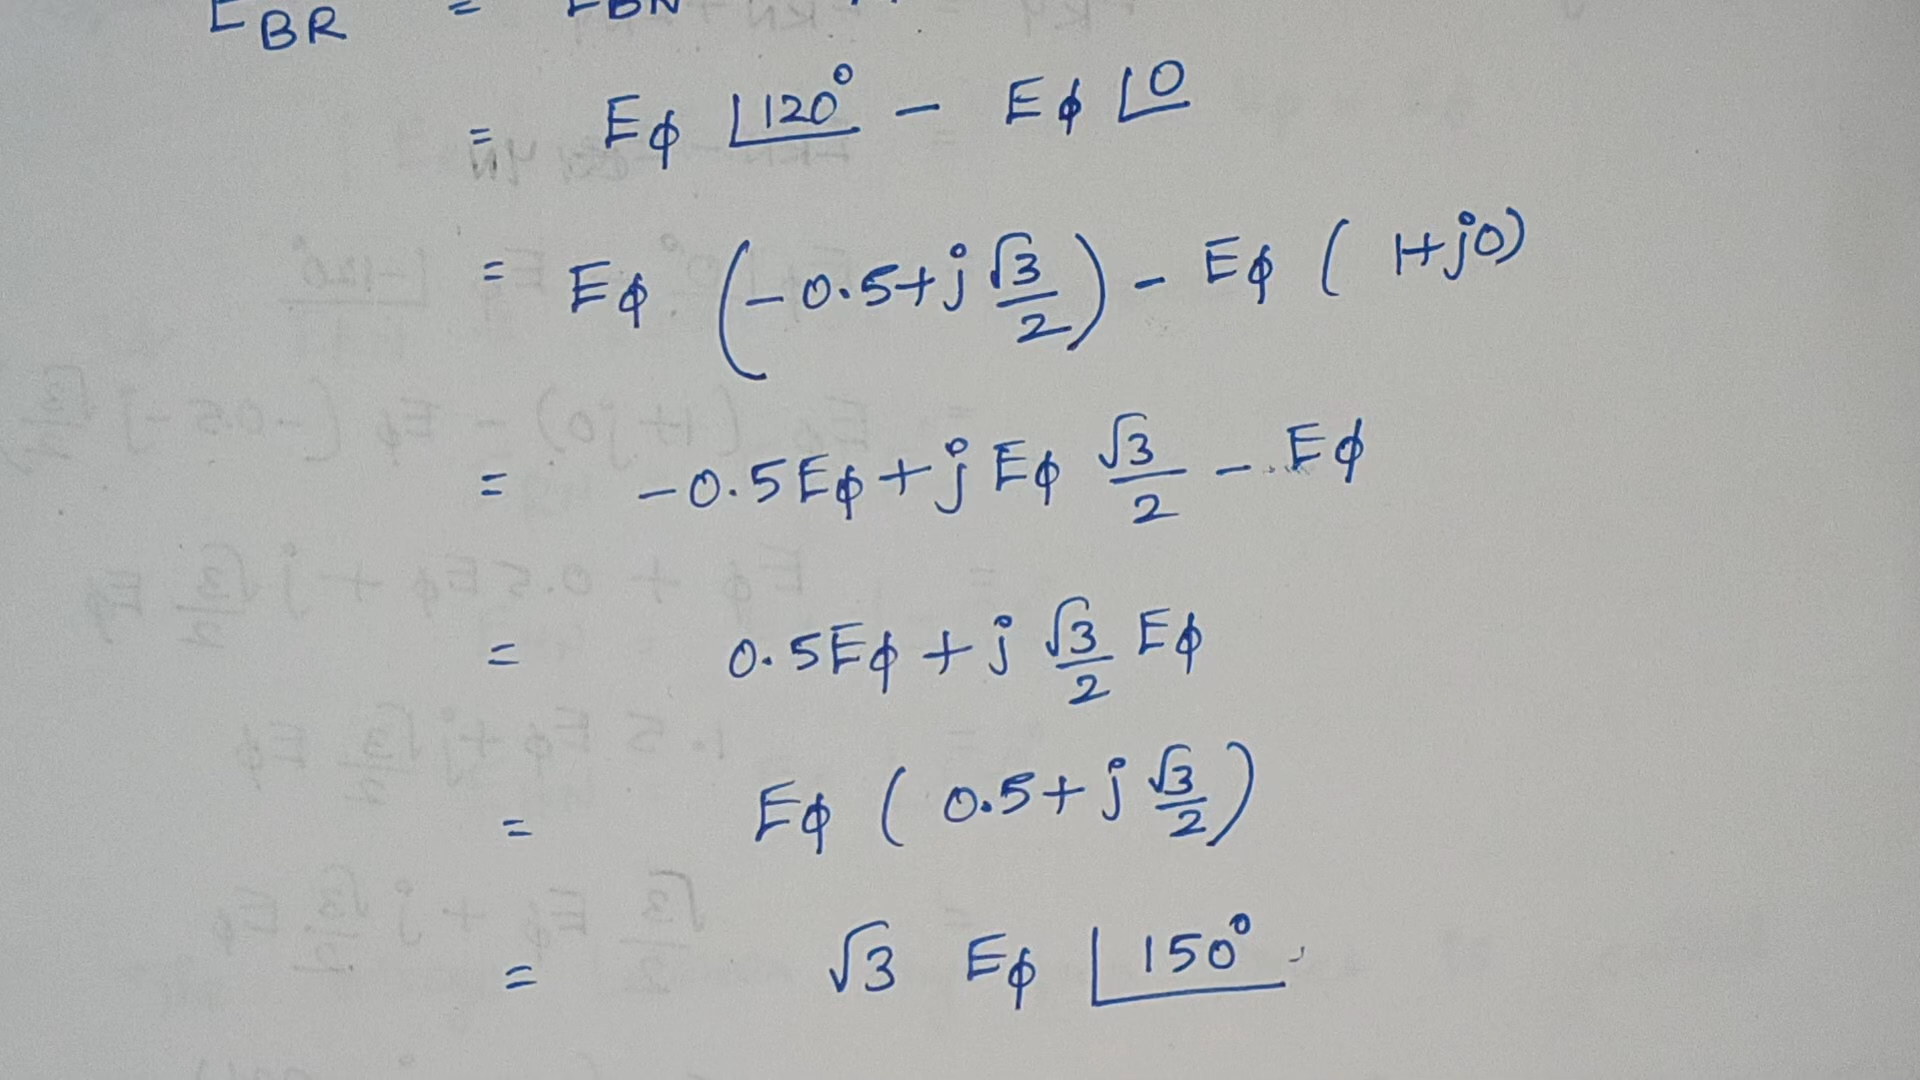 E_BR = E_BN
= Eϕ ∠120° - Eϕ ∠0
= Eϕ (-0.5+j √3/2) - Eϕ (1+j0)
= -0.5Eϕ + j Eϕ √3/2 - Eϕ
= 0.5Eϕ + j √3/2 Eϕ
= Eϕ (0.5+j √3/2)
= √3 Eϕ ∠150°